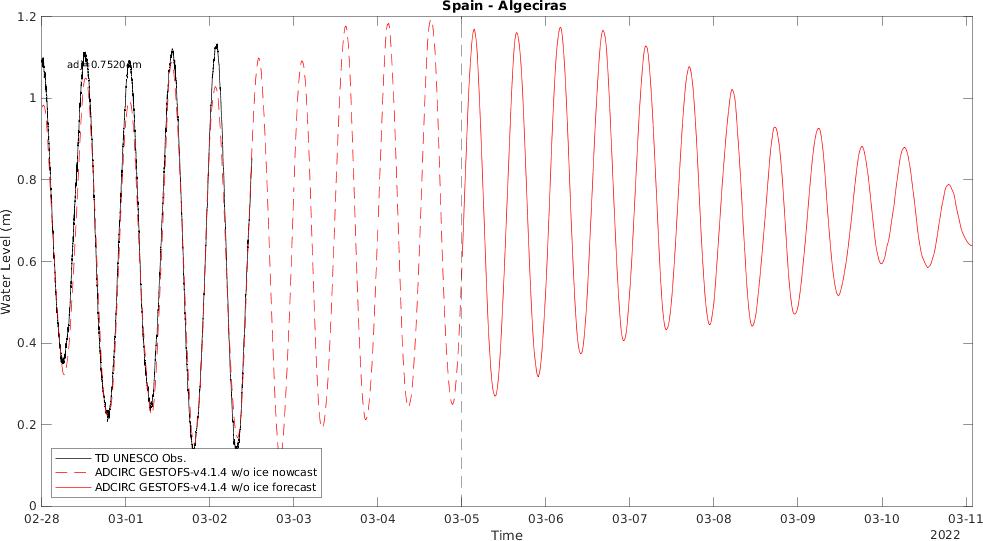 Spain - Algeciras
1.2
1
0.8
0.6
0.4
0.2
0
Water Level (m)
TD UNESCO Obs.
ADCIRC GESTOFS-v4.1.4 w/o ice nowcast
ADCIRC GESTOFS-v4.1.4 w/o ice forecast
02-28 03-01 03-02 03-03 03-04 03-05 03-06 03-07 03-08 03-09 03-10 03-11
Time
2022